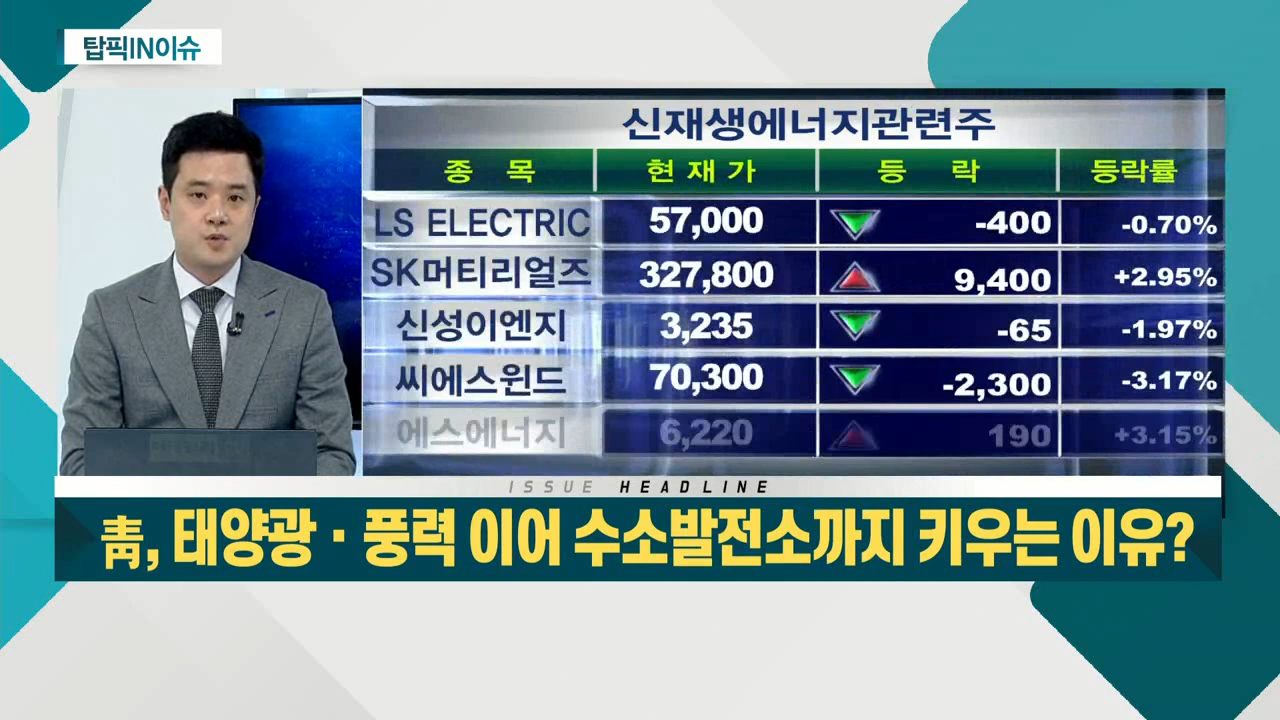 탑픽IN이슈
신재생에너지관련주
종 목 현 재 가 등 락 등락률
LS ELECTRIC 57,000 -400 -0.70%
SK머티리얼즈 327,800 9,400 +2.95%
신성이엔지 3,235 -65 -1.97%
씨에스윈드 70,300 -2,300 -3.17%
에스에너지 6,220 190 +3.15%
ISSUE HEADLINE
靑, 태양광·풍력 이어 수소발전소까지 키우는 이유?